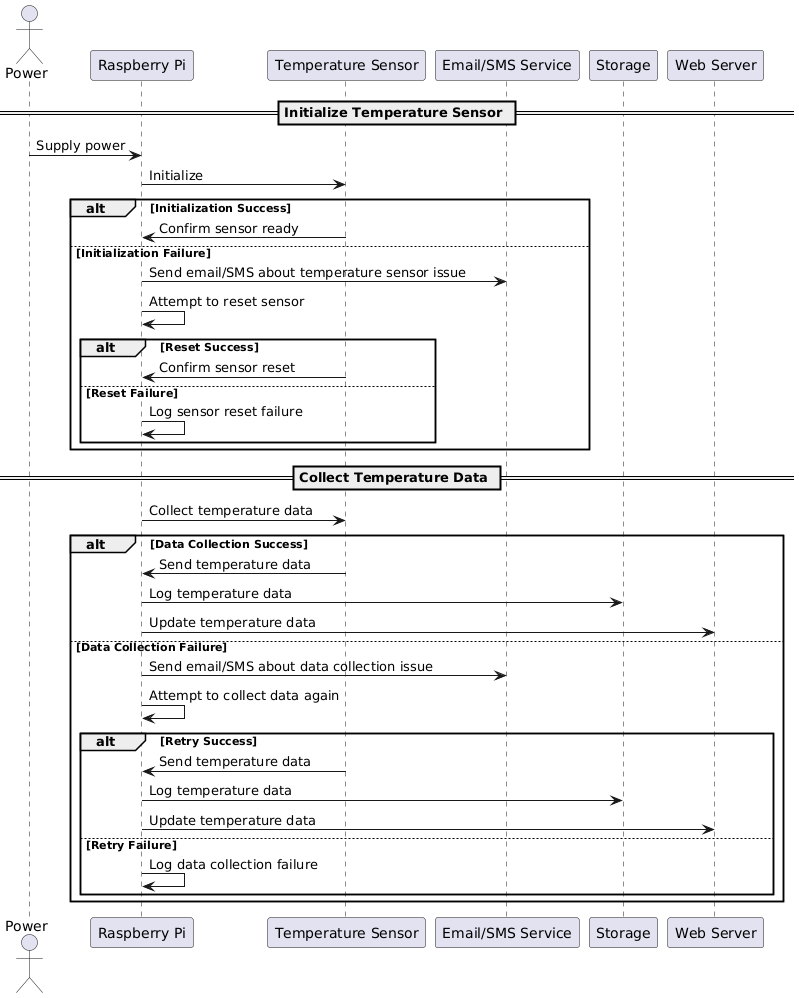 Power
Raspberry Pi
Temperature Sensor
Email/SMS Service
Storage
Web Server
Initialize Temperature Sensor
Supply power
Initialize
alt
[Initialization Success]
Confirm sensor ready
[Initialization Failure]
Send email/SMS about temperature sensor issue
Attempt to reset sensor
alt
[Reset Success]
Confirm sensor reset
[Reset Failure]
Log sensor reset failure
Collect Temperature Data
Collect temperature data
alt
[Data Collection Success]
Send temperature data
Log temperature data
Update temperature data
[Data Collection Failure]
Send email/SMS about data collection issue
Attempt to collect data again
alt
[Retry Success]
Send temperature data
Log temperature data
Update temperature data
[Retry Failure]
Log data collection failure
Power
Raspberry Pi
Temperature Sensor
Email/SMS Service
Storage
Web Server